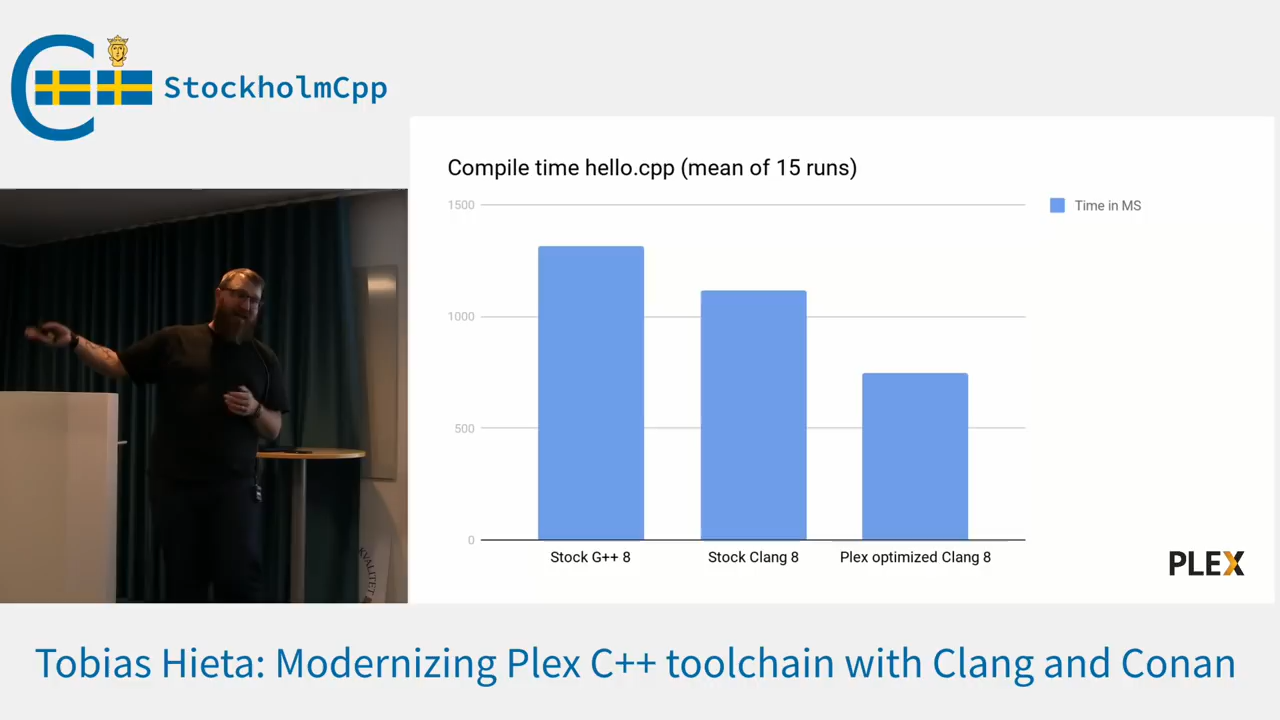 StockholmCpp
Compile time hello.cpp (mean of 15 runs)
1500
1000
500
0
Time in MS
Stock G++ 8
Stock Clang 8
Plex optimized Clang 8
PLEX
KVALITET
Tobias Hieta: Modernizing Plex C++ toolchain with Clang and Conan